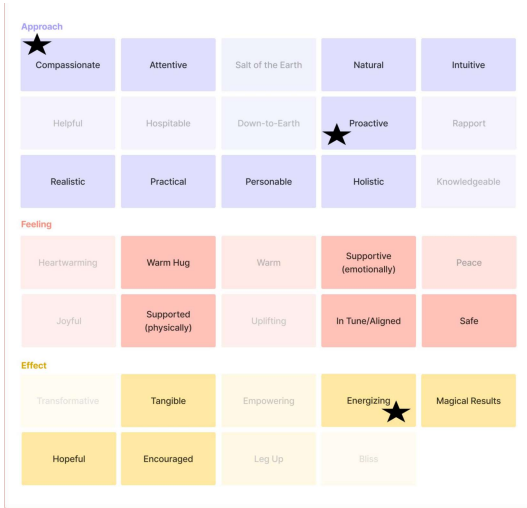 Approach
Compassionate Attentive Salt of the Earth Natural Intuitive
Helpful Hospitable Down-to-Earth Proactive Rapport
Realistic Practical Personable Holistic Knowledgeable
Feeling
Heartwarming Warm Hug Warm Supportive (emotionally) Peace
Joyful Supported (physically) Uplifting In Tune/Aligned Safe
Effect
Transformative Tangible Empowering Energizing Magical Results
Hopeful Encouraged Leg Up Bliss